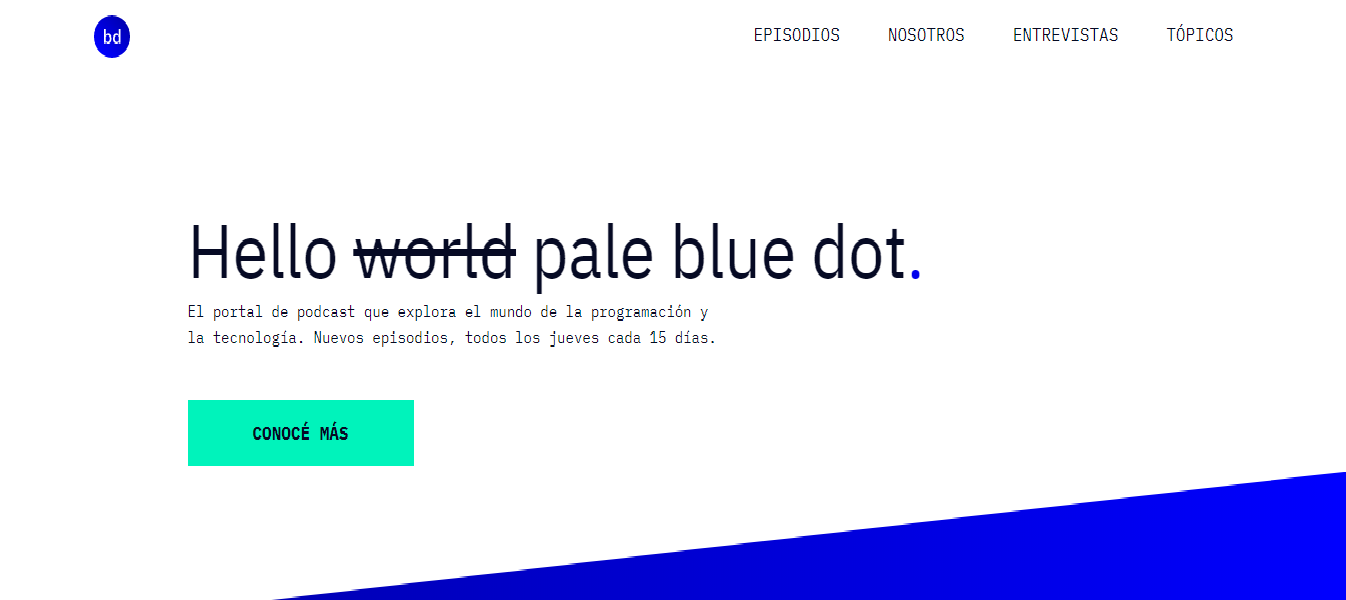 bd
EPISODIOS NOSOTROS ENTREVISTAS TÓPICOS
Hello world pale blue dot.
El portal de podcast que explora el mundo de la programación y
la tecnología. Nuevos episodios, todos los jueves cada 15 días.
CONOCÉ MÁS